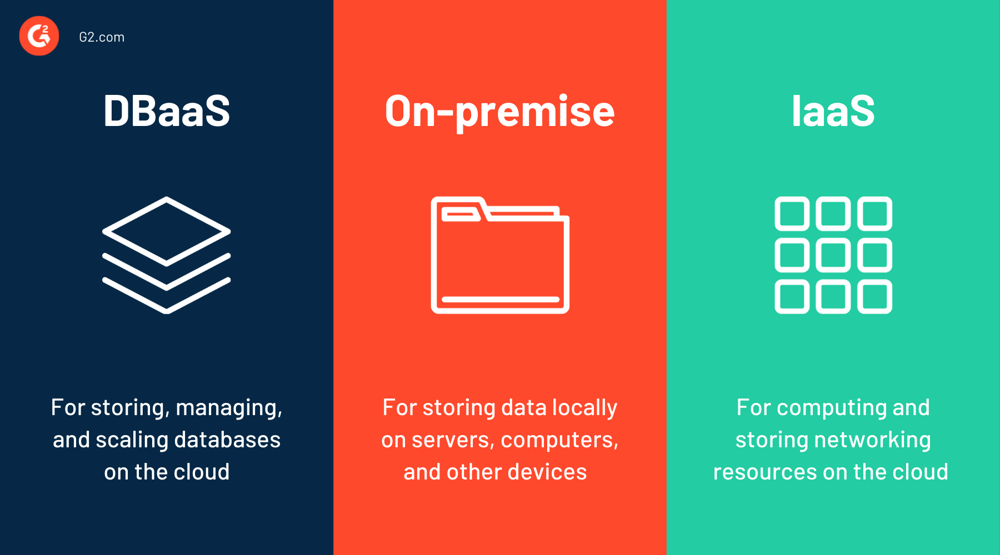 G2
G2.com
DBaaS
For storing, managing,
and scaling databases
on the cloud
On-premise
For storing data locally
on servers, computers,
and other devices
IaaS
For computing and
storing networking
resources on the cloud